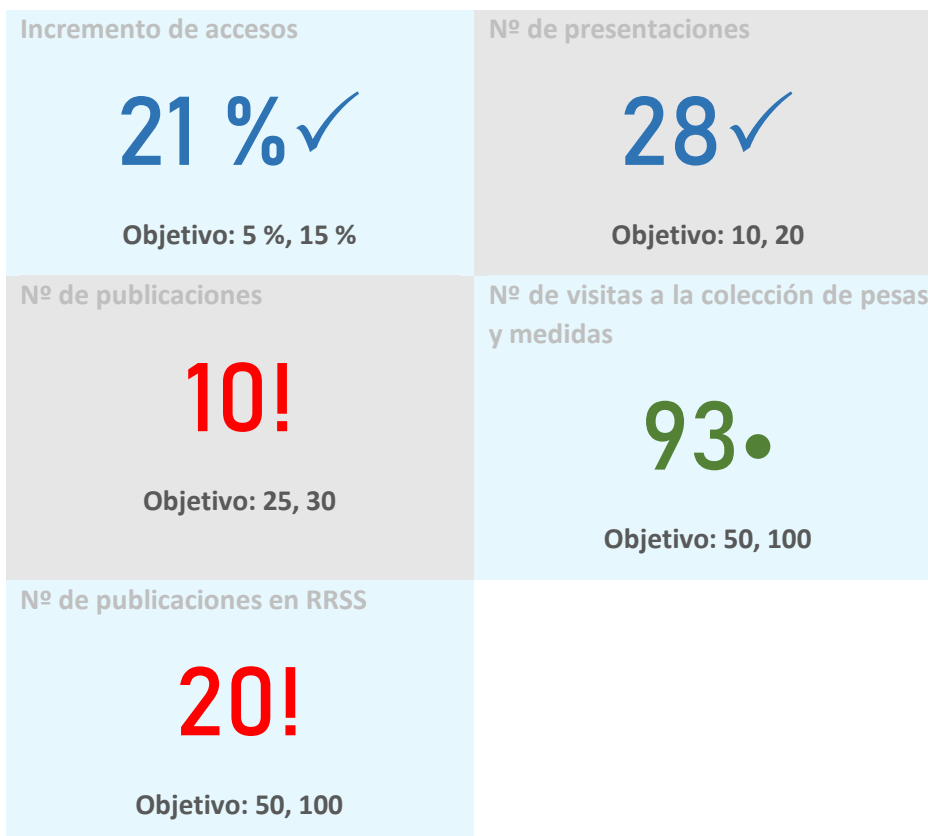 Incremento de accesos
21 %✓
Objetivo: 5 %, 15 %
Nº de presentaciones
28✓
Objetivo: 10, 20
Nº de publicaciones
10!
Objetivo: 25, 30
Nº de visitas a la colección de pesas
y medidas
93•
Objetivo: 50, 100
Nº de publicaciones en RRSS
20!
Objetivo: 50, 100